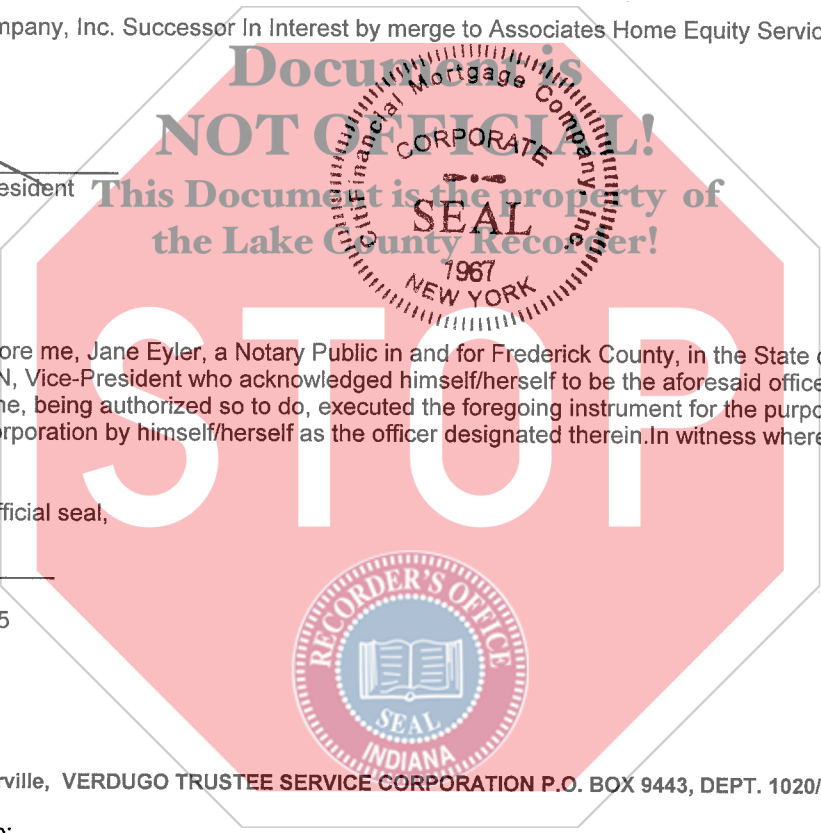 mpany, Inc. Successor In Interest by merge to Associates Home Equity Servic
Document is
NOT OFFICIAL!
This Document is the property of
the Lake County Recorder!
CitiFinancial Mortgage Company, Inc.
CORPORATE
SEAL
1967
NEW YORK
esident
STOP
ore me, Jane Eyler, a Notary Public in and for Frederick County, in the State
N, Vice-President who acknowledged himself/herself to be the aforesaid office
ne, being authorized so to do, executed the foregoing instrument for the purpo
orporation by himself/herself as the officer designated therein.In witness where
fficial seal,
5
RECORDER'S OFFICE
SEAL
INDIANA
rville, VERDUGO TRUSTEE SERVICE CORPORATION P.O. BOX 9443, DEPT. 1020/